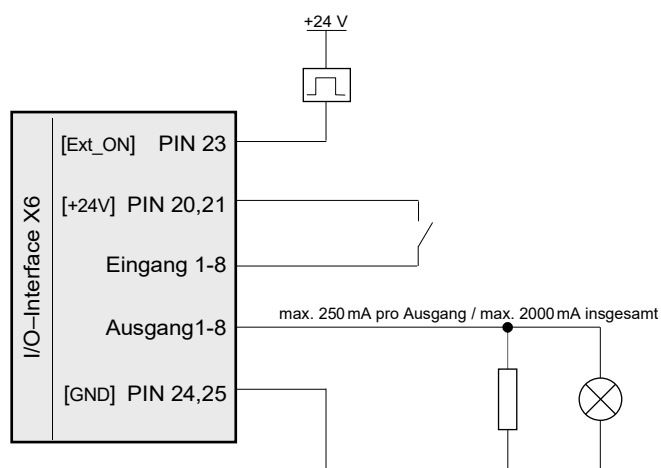 +24 V
I/O–Interface X6
[Ext_ON] PIN 23
[+24V] PIN 20,21
Eingang 1-8
Ausgang1-8
max. 250 mA pro Ausgang / max. 2000 mA insgesamt
[GND] PIN 24,25